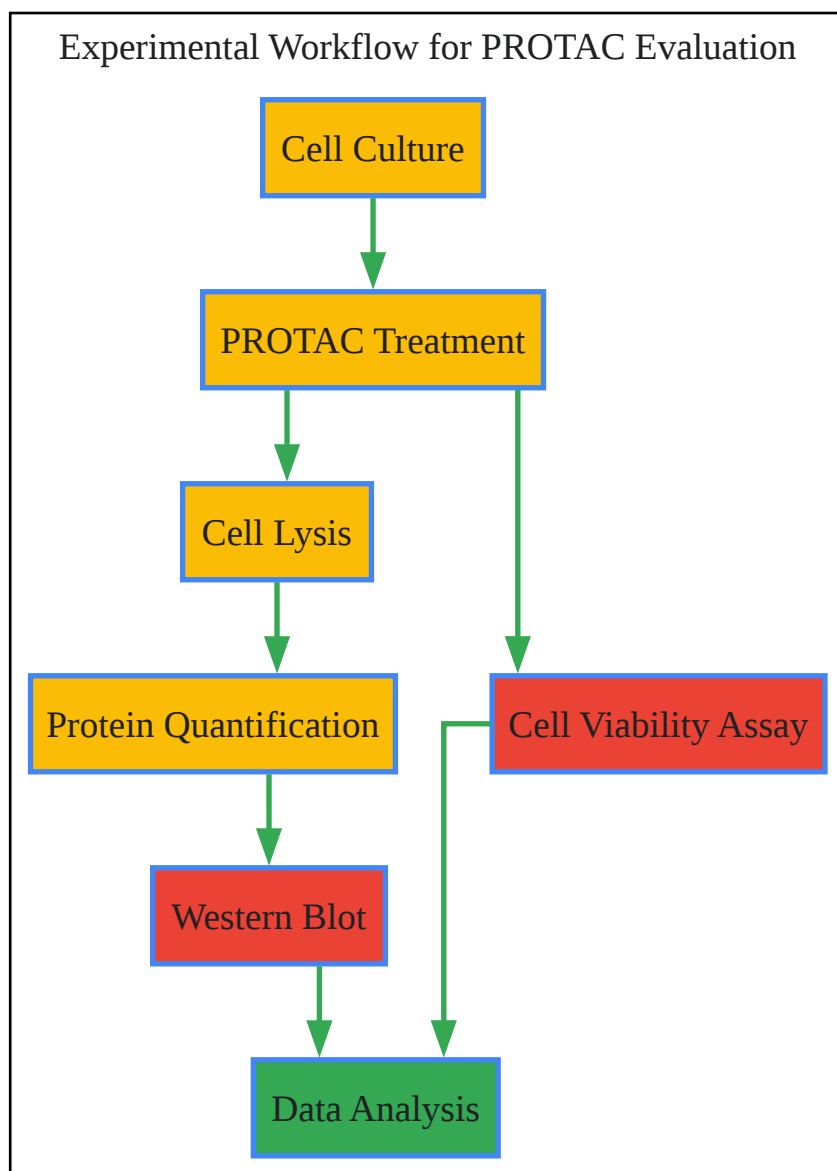 Experimental Workflow for PROTAC Evaluation
Cell Culture
PROTAC Treatment
Cell Lysis
Protein Quantification
Cell Viability Assay
Western Blot
Data Analysis